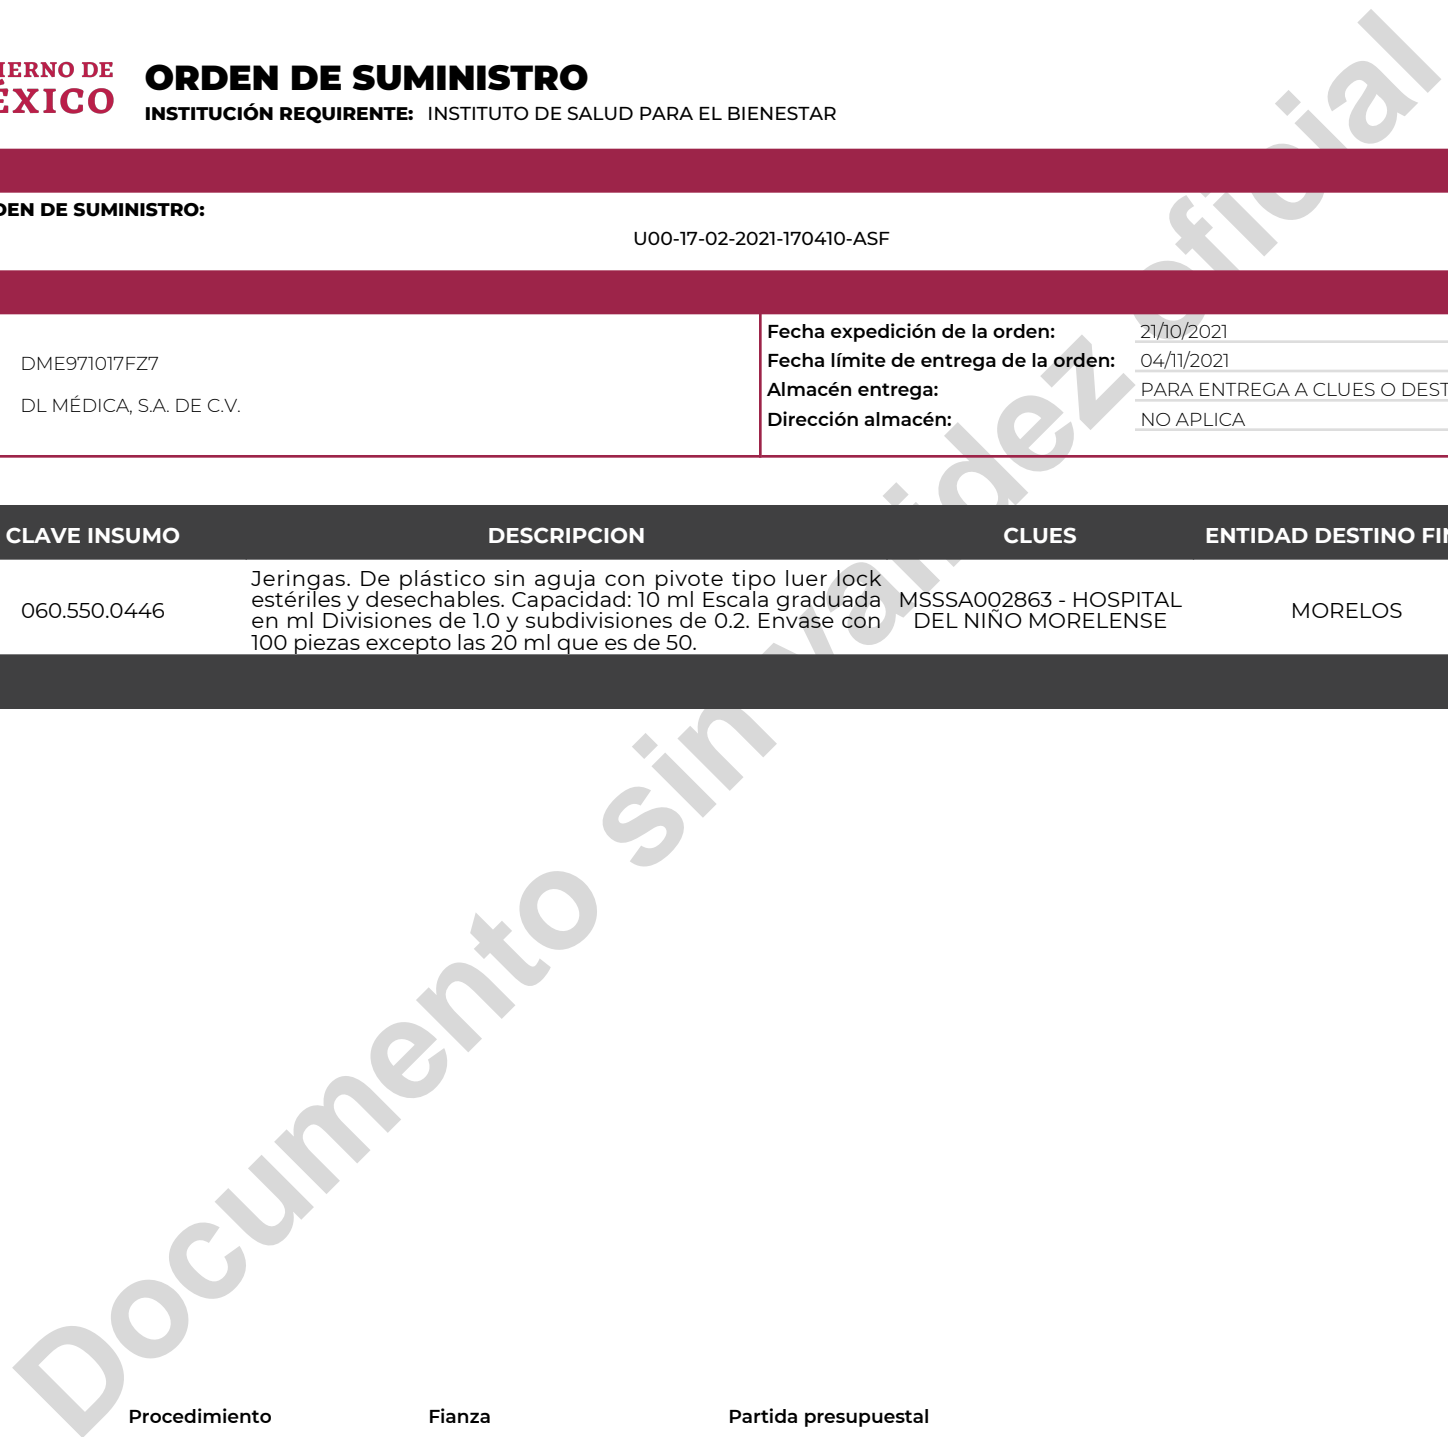 IERNO DE
ÉXICO
ORDEN DE SUMINISTRO
INSTITUCIÓN REQUIRENTE: INSTITUTO DE SALUD PARA EL BIENESTAR
DEN DE SUMINISTRO:
U00-17-02-2021-170410-ASF
DME971017FZ7
DL MÉDICA, S.A. DE C.V.
Fecha expedición de la orden: 21/10/2021
Fecha límite de entrega de la orden: 04/11/2021
Almacén entrega: PARA ENTREGA A CLUES O DEST
Dirección almacén: NO APLICA
CLAVE INSUMO DESCRIPCION CLUES ENTIDAD DESTINO FIN
060.550.0446
Jeringas. De plástico sin aguja con pivote tipo luer lock
estériles y desechables. Capacidad: 10 ml Escala graduada
en ml Divisiones de 1.0 y subdivisiones de 0.2. Envase con
100 piezas excepto las 20 ml que es de 50.
MSSSA002863 - HOSPITAL
DEL NIÑO MORELENSE
MORELOS
Documento sin validez oficial
Procedimiento Fianza Partida presupuestal